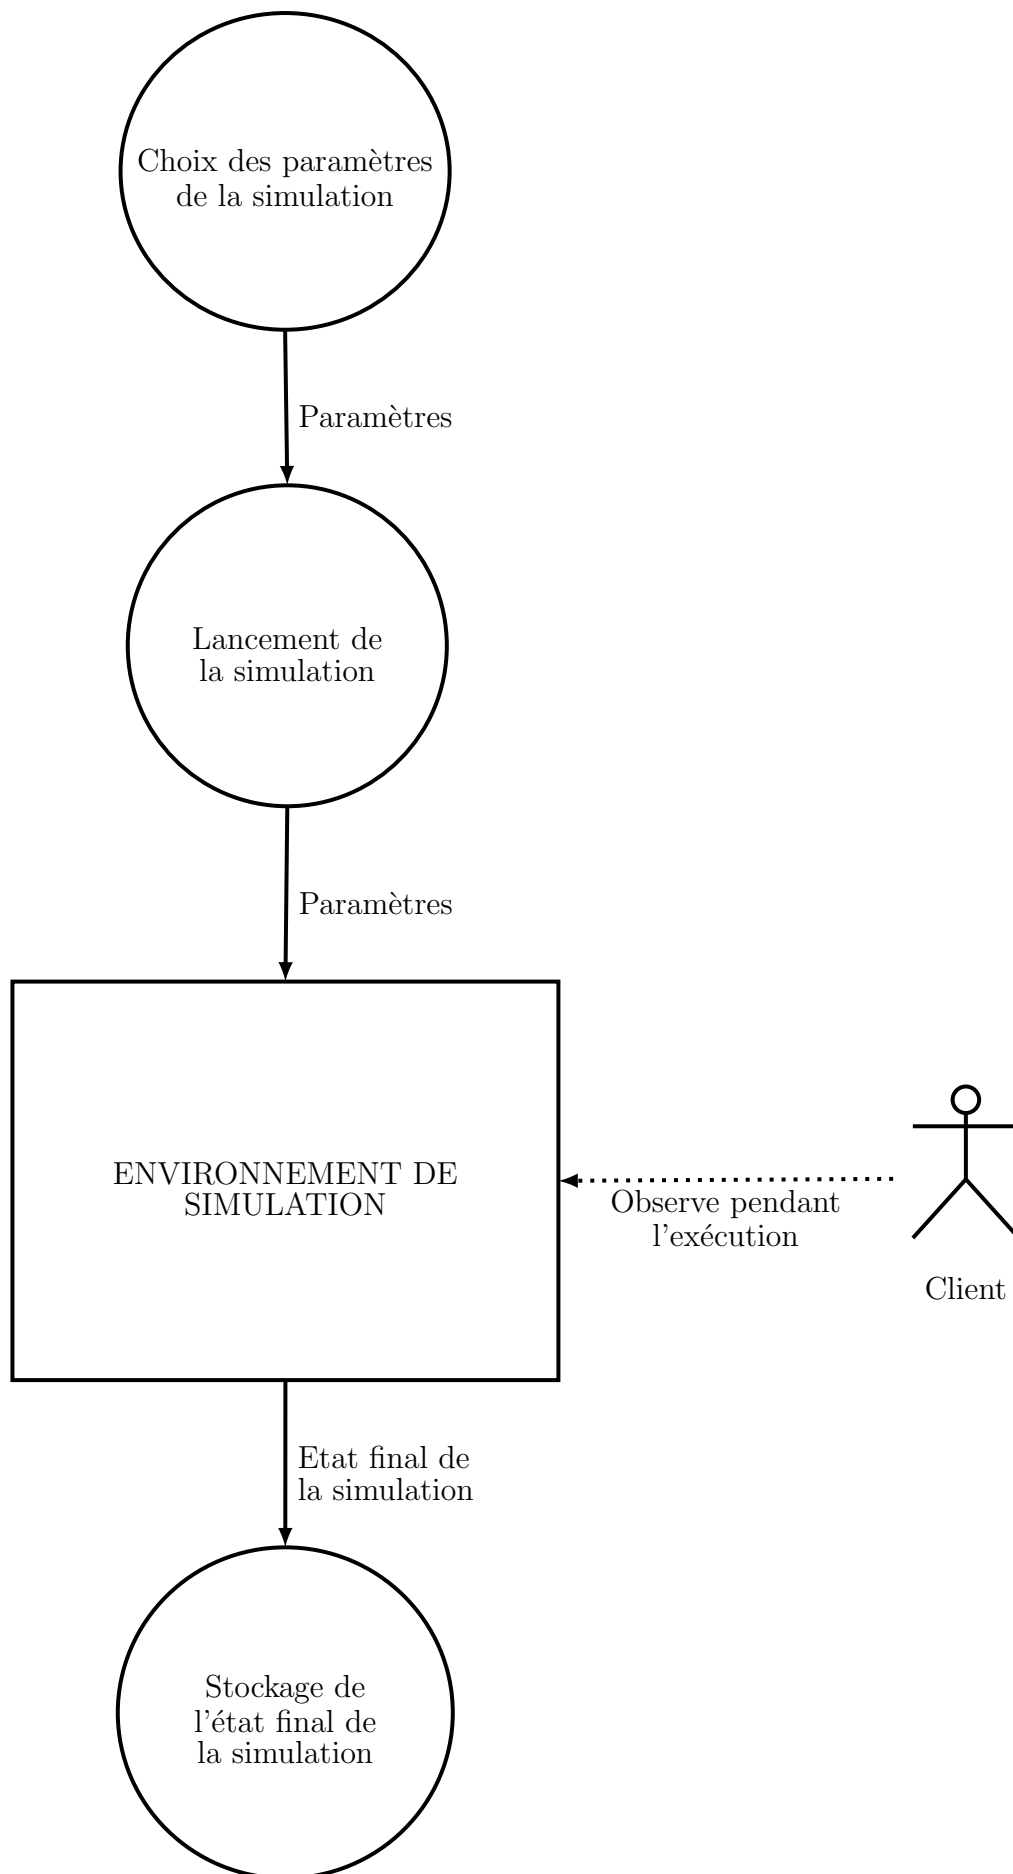 Choix des paramètres
de la simulation
Paramètres
Lancement de
la simulation
Paramètres
ENVIRONNEMENT DE
SIMULATION
Observe pendant
l'exécution
Client
Etat final de
la simulation
Stockage de
l'état final de
la simulation